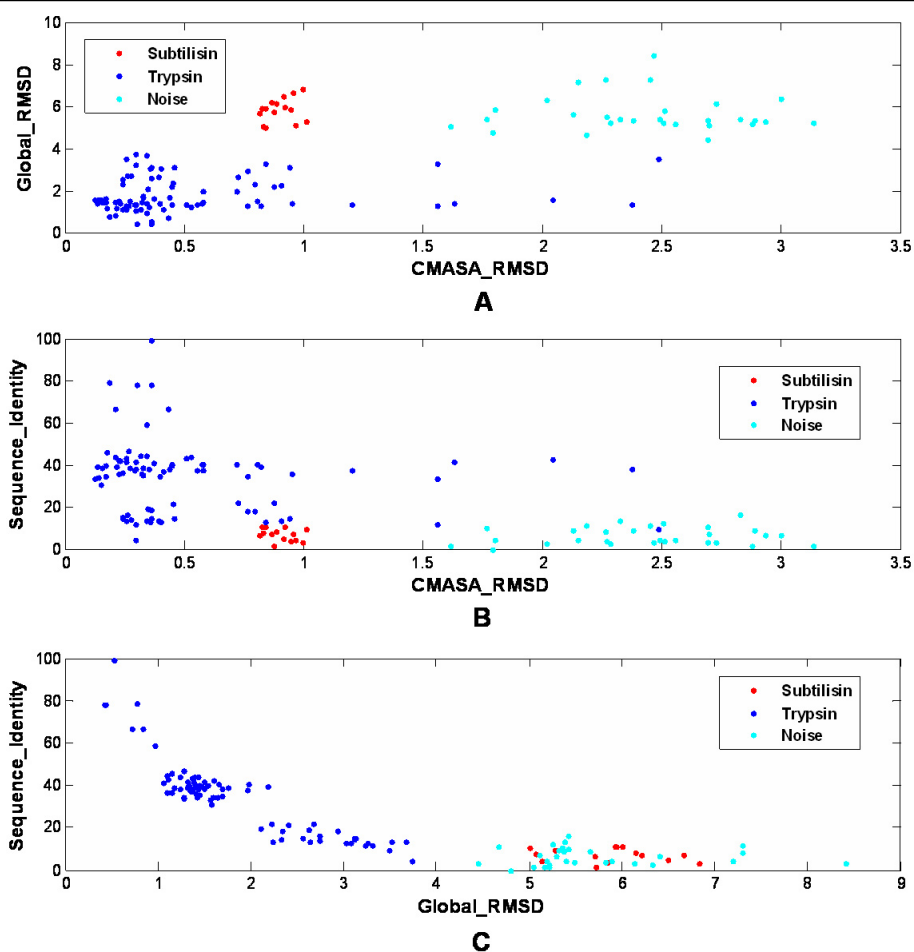 10
8
6
4
2
0
Global_RMSD
Subtilisin
Trypsin
Noise
0 0.5 1 1.5 2 2.5 3 3.5
CMASA_RMSD
A
100
80
60
40
20
0
Sequence_Identity
Subtilisin
Trypsin
Noise
0 0.5 1 1.5 2 2.5 3 3.5
CMASA_RMSD
B
100
80
60
40
20
0
Sequence_Identity
Subtilisin
Trypsin
Noise
0 1 2 3 4 5 6 7 8 9
Global_RMSD
C